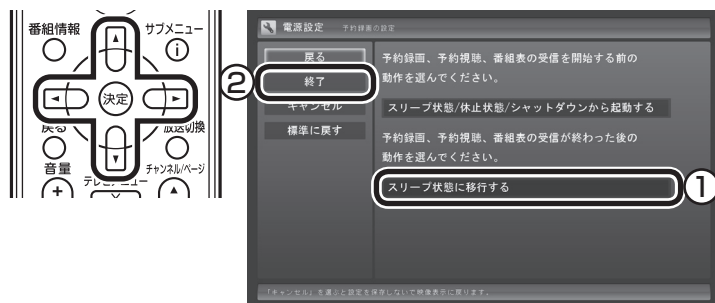 番組情報
サブメニュー
決定
戻る
放送切換
音量
チャンネル/ページ
テレビメニュー
+
②
①
電源設定 予約録画の設定
戻る
終了
キャンセル
標準に戻す
予約録画、予約視聴、番組表の受信を開始する前の
動作を選んでください。
スリープ状態/休止状態/シャットダウンから起動する
予約録画、予約視聴、番組表の受信が終わった後の
動作を選んでください。
スリープ状態に移行する
「キャンセル」を選ぶと設定を保存しないで映像表示に戻ります。